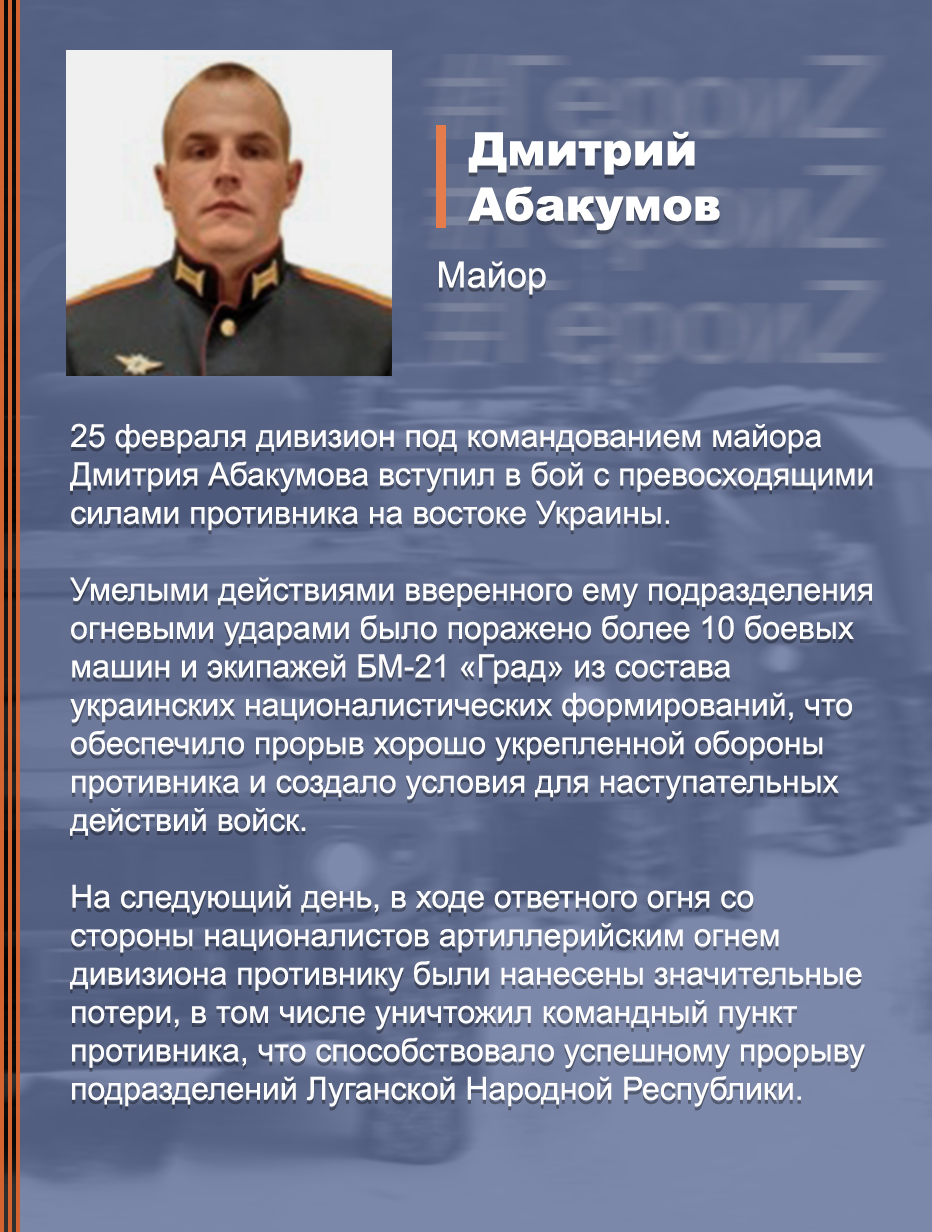 #ГероиZ
Дмитрий
#ГероиZ
Абакумов
Майор
#ГероиZ
25 февраля дивизион под командованием майора
Дмитрия Абакумова вступил в бой с превосходящими
силами противника на востоке Украины.
Умелыми действиями вверенного ему подразделения
огневыми ударами было поражено более 10 боевых
машин и экипажей БМ-21 «Град» из состава
украинских националистических формирований, что
обеспечило прорыв хорошо укрепленной обороны
противника и создало условия для наступательных
действий войск.
На следующий день, в ходе ответного огня со
стороны националистов артиллерийским огнем
дивизиона противнику были нанесены значительные
потери, в том числе уничтожил командный пункт
противника, что способствовало успешному прорыву
подразделений Луганской Народной Республики.